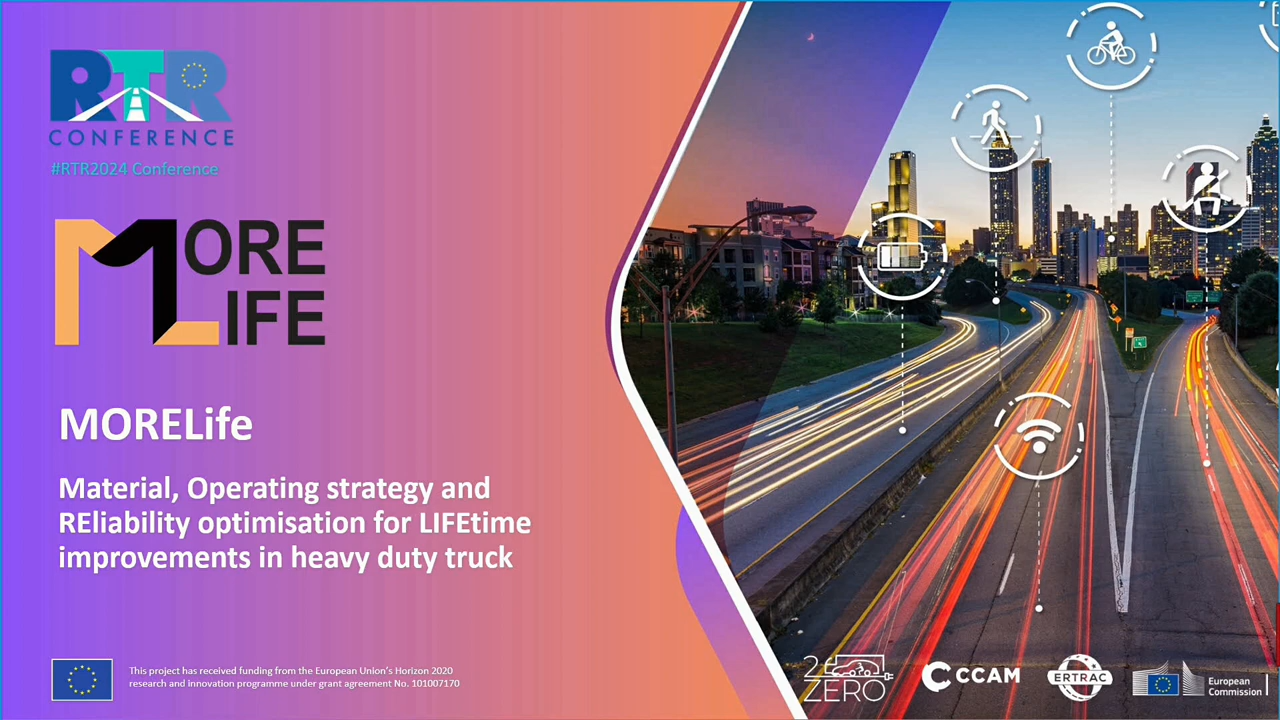 RTR
CONFERENCE
#RTR2024 Conference
MORE
LIFE
MORELife
Material, Operating strategy and
REliability optimisation for LIFEtime
improvements in heavy duty truck
This project has received funding from the European Union's Horizon 2020
research and innovation programme under grant agreement No. 101007170
2ZERO
CCAM
ERTRAC
European
Commission